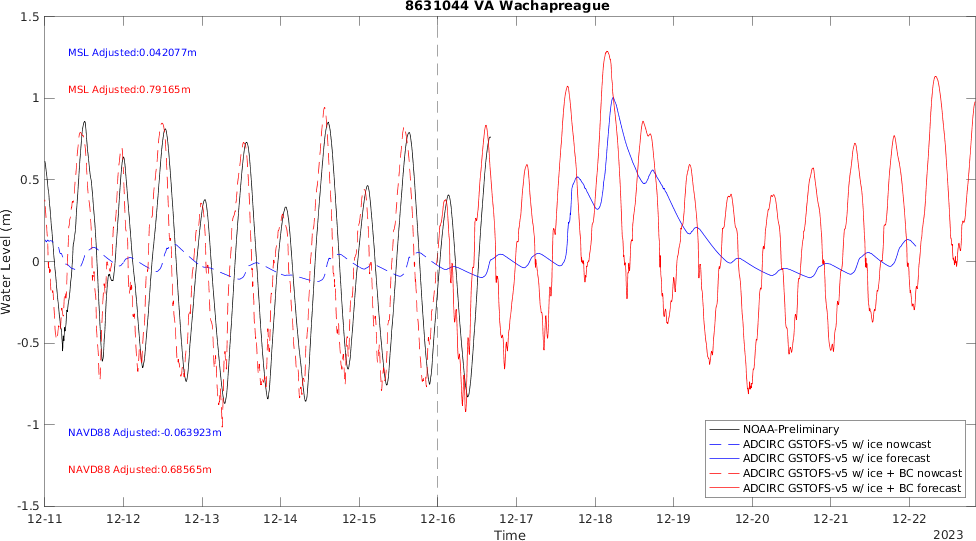 8631044 VA Wachapreague
1.5
MSL Adjusted:0.042077m
MSL Adjusted:0.79165m
1
0.5
0
-0.5
-1
-1.5
Water Level (m)
NAVD88 Adjusted:-0.063923m
NAVD88 Adjusted:0.68565m
NOAA-Preliminary
ADCIRC GSTOFS-v5 w/ ice nowcast
ADCIRC GSTOFS-v5 w/ ice forecast
ADCIRC GSTOFS-v5 w/ ice + BC nowcast
ADCIRC GSTOFS-v5 w/ ice + BC forecast
12-11 12-12 12-13 12-14 12-15 12-16 12-17 12-18 12-19 12-20 12-21 12-22
Time
2023